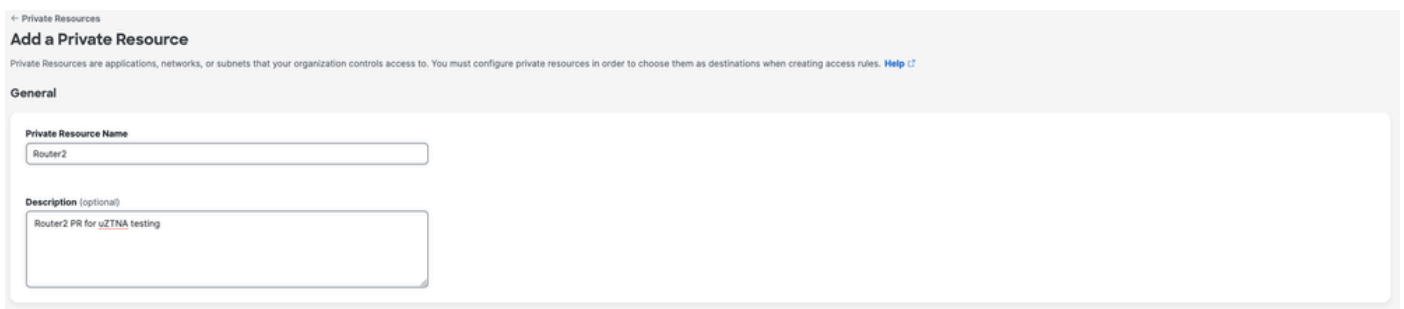 ← Private Resources
Add a Private Resource
Private Resources are applications, networks, or subnets that your organization controls access to. You must configure private resources in order to choose them as destinations when creating access rules. Help
General
Private Resource Name
Router2
Description (optional)
Router2 PR for uZTNA testing